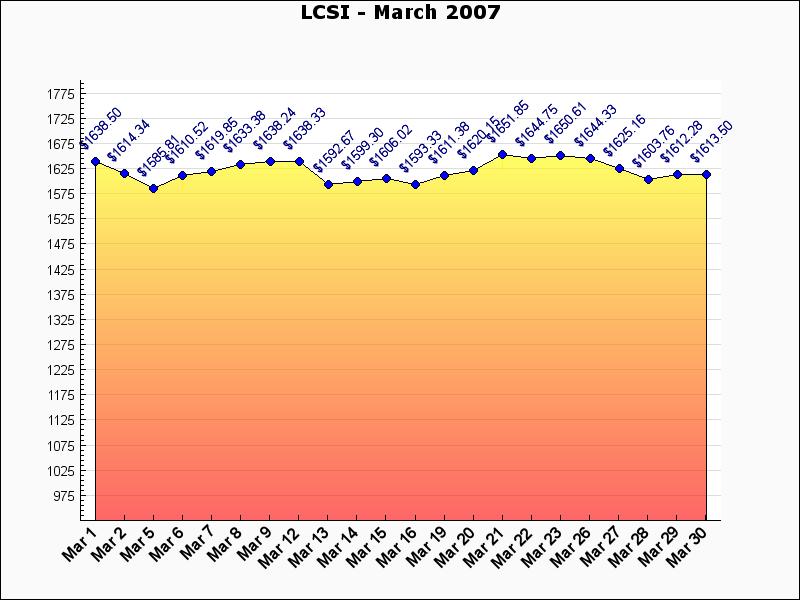 LCSI - March 2007
1775
1725
1675
1625
1575
1525
1475
1425
1375
1325
1275
1225
1175
1125
1075
1025
975
$1638.50
$1614.34
$1585.81
$1610.52
$1619.85
$1633.38
$1638.24
$1638.33
$1592.67
$1599.30
$1606.02
$1593.33
$1611.38
$1620.15
$1651.85
$1644.75
$1650.61
$1644.33
$1625.16
$1603.76
$1612.28
$1613.50
Mar 1
Mar 2
Mar 5
Mar 6
Mar 7
Mar 8
Mar 9
Mar 12
Mar 13
Mar 14
Mar 15
Mar 16
Mar 19
Mar 20
Mar 21
Mar 22
Mar 23
Mar 26
Mar 27
Mar 28
Mar 29
Mar 30